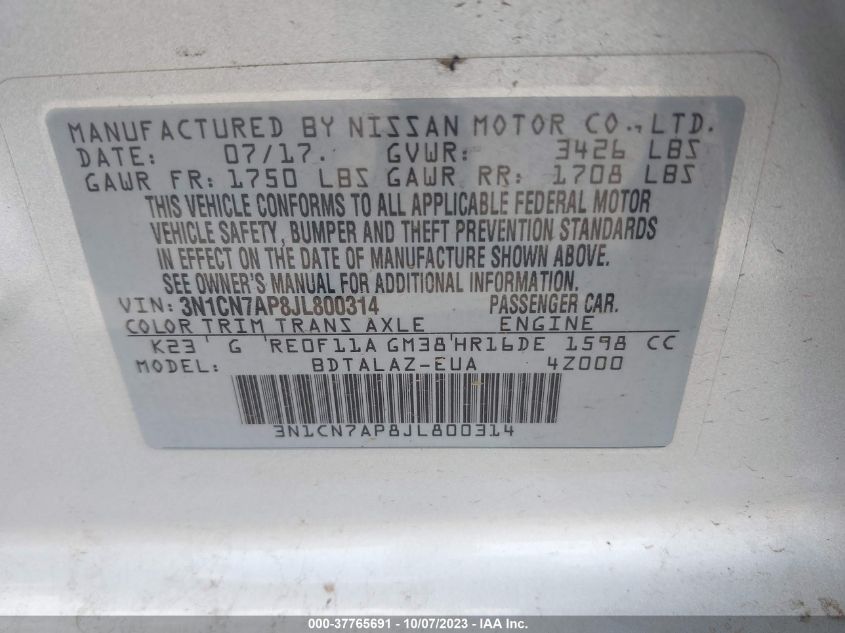 MANUFACTURED BY NISSAN MOTOR CO., LTD.
DATE: 07/17. GVWR: 3426 LBS
GAWR FR: 1750 LBS GAWR RR: 1708 LBS
THIS VEHICLE CONFORMS TO ALL APPLICABLE FEDERAL MOTOR
VEHICLE SAFETY, BUMPER AND THEFT PREVENTION STANDARDS
IN EFFECT ON THE DATE OF MANUFACTURE SHOWN ABOVE.
SEE OWNER'S MANUAL FOR ADDITIONAL INFORMATION.
VIN: 3N1CN7AP8JL800314 PASSENGER CAR.
COLOR TRIM TRANS AXLE ENGINE
K23 G RE0F11A GM38 HR16DE 1598 CC
MODEL: BDTALAZ-EUA 4Z000
3N1CN7AP8JL800314
000-37765691 - 10/07/2023 - IAA Inc.